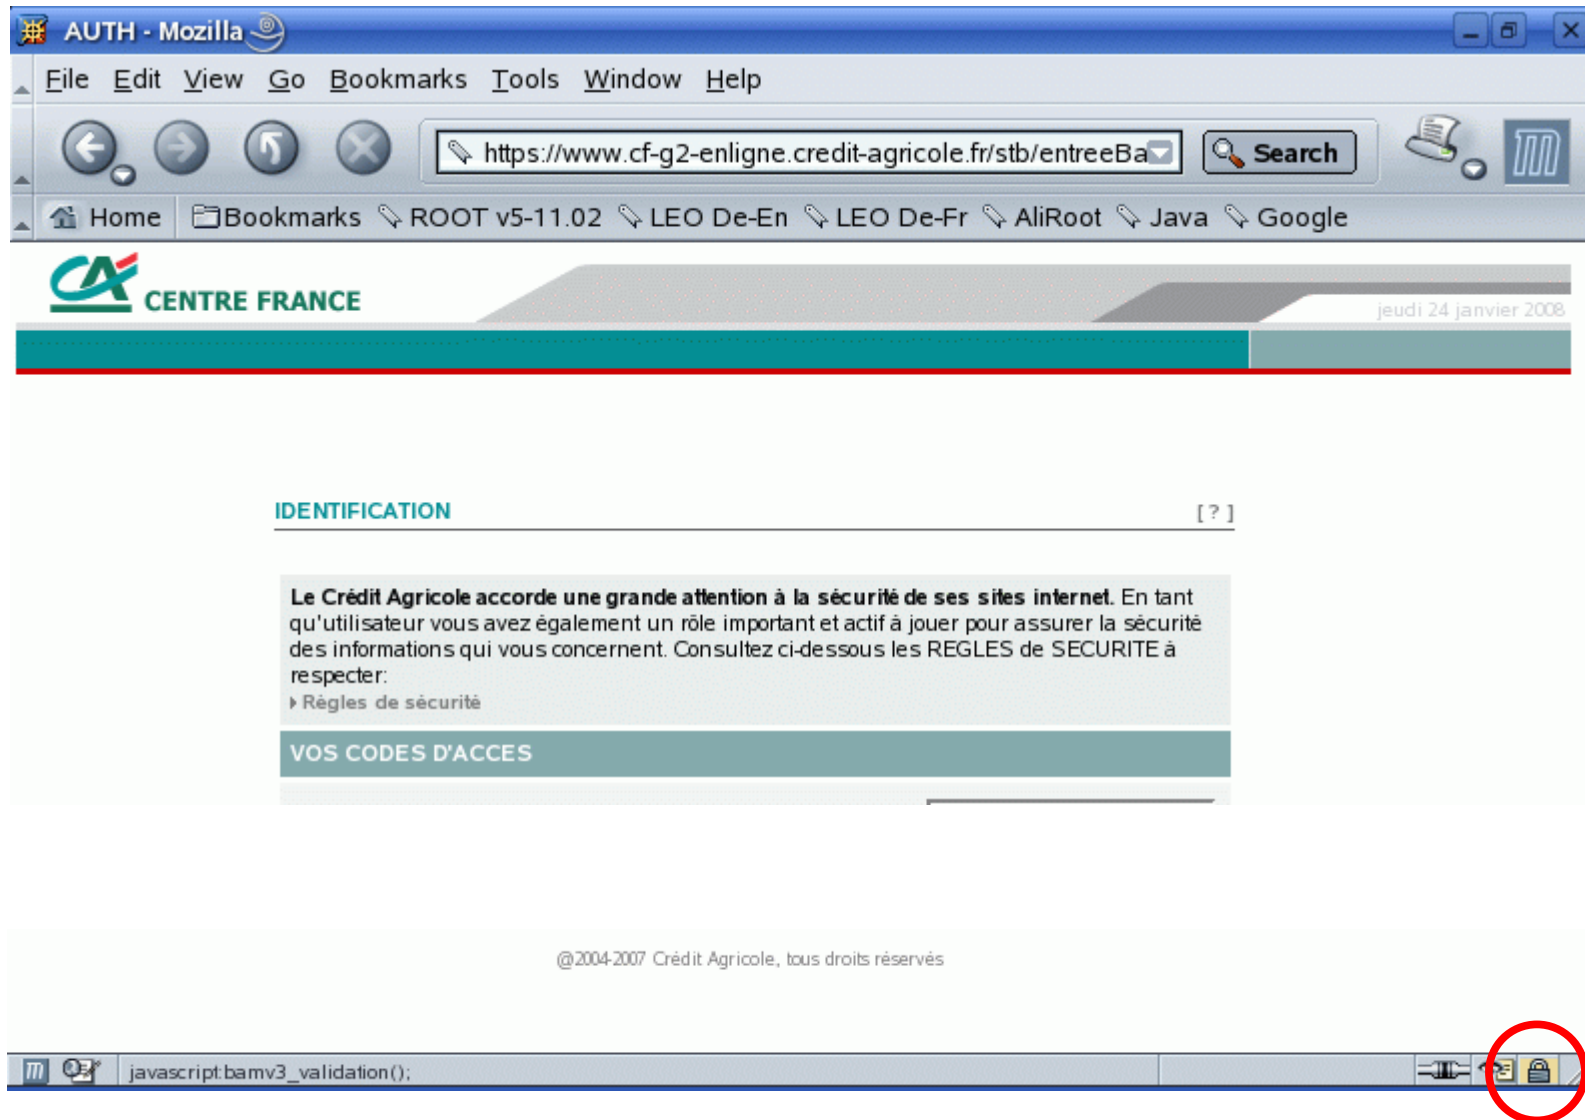 AUTH - Mozilla
File Edit View Go Bookmarks Tools Window Help
https://www.cf-g2-enligne.credit-agricole.fr/stb/entreeBa Search
Home Bookmarks ROOT v5-11.02 LEO De-En LEO De-Fr AliRoot Java Google
CA CENTRE FRANCE
jeudi 24 janvier 2008
IDENTIFICATION [ ? ]
Le Crédit Agricole accorde une grande attention à la sécurité de ses sites internet. En tant
qu'utilisateur vous avez également un rôle important et actif à jouer pour assurer la sécurité
des informations qui vous concernent. Consultez ci-dessous les REGLES de SECURITE à
respecter:
Règles de sécurité
VOS CODES D'ACCES
@2004-2007 Crédit Agricole, tous droits réservés
javascript:bamv3_validation();